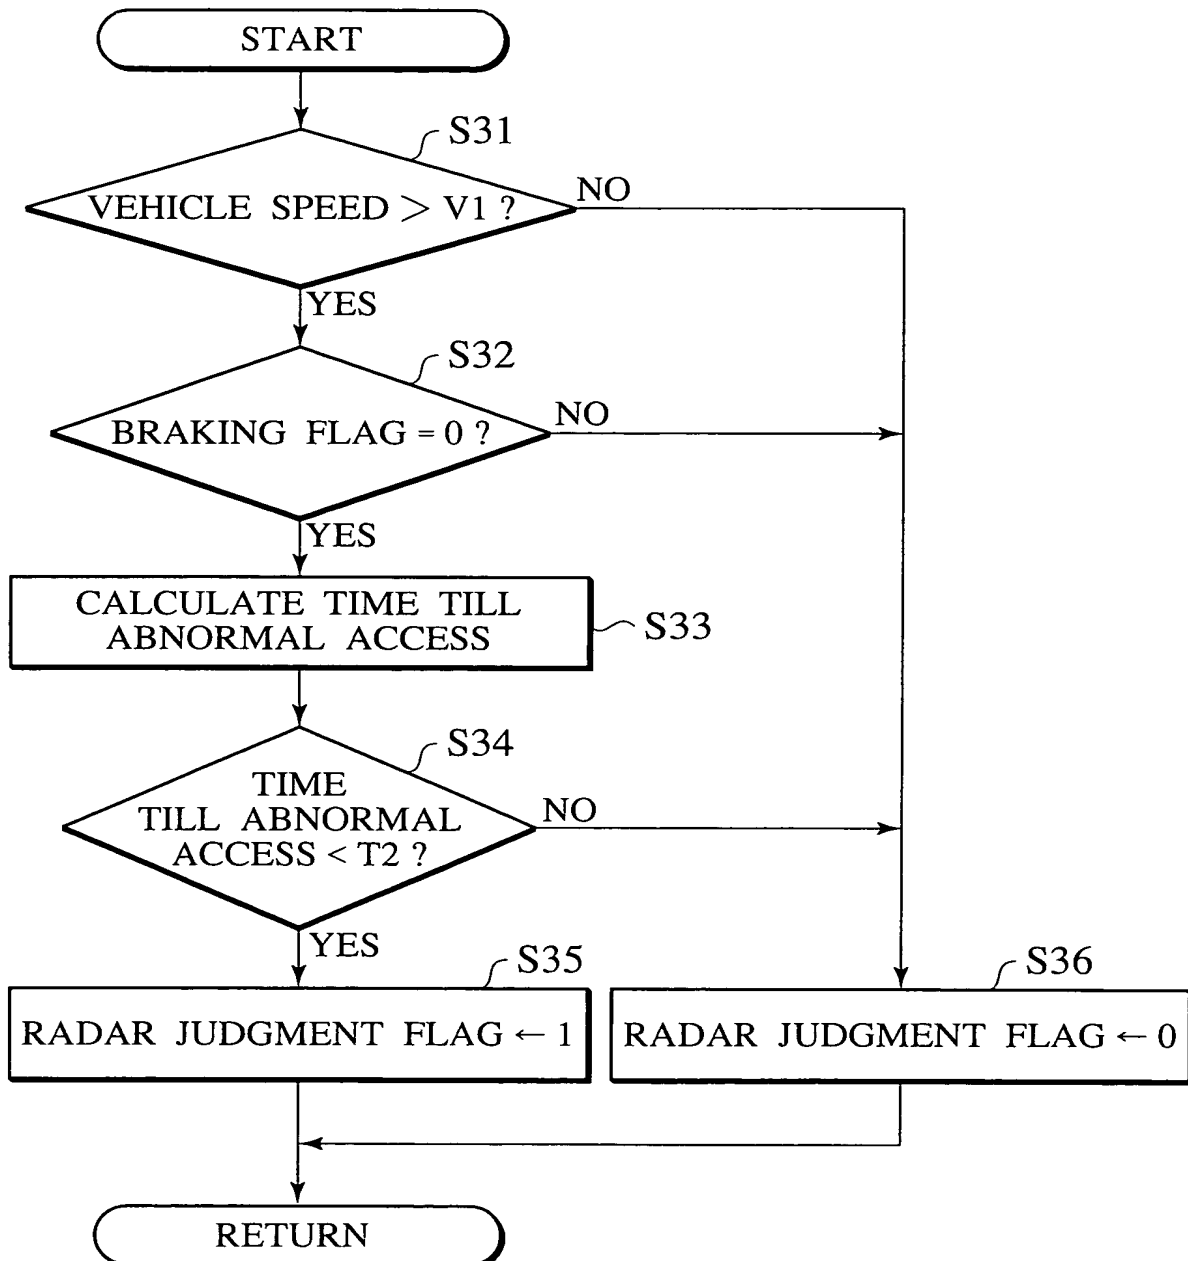 START
S31
VEHICLE SPEED > V1 ?
NO
YES
S32
BRAKING FLAG = 0 ?
NO
YES
CALCULATE TIME TILL
ABNORMAL ACCESS
S33
S34
TIME
TILL ABNORMAL
ACCESS < T2 ?
NO
YES
S35
RADAR JUDGMENT FLAG ← 1
S36
RADAR JUDGMENT FLAG ← 0
RETURN